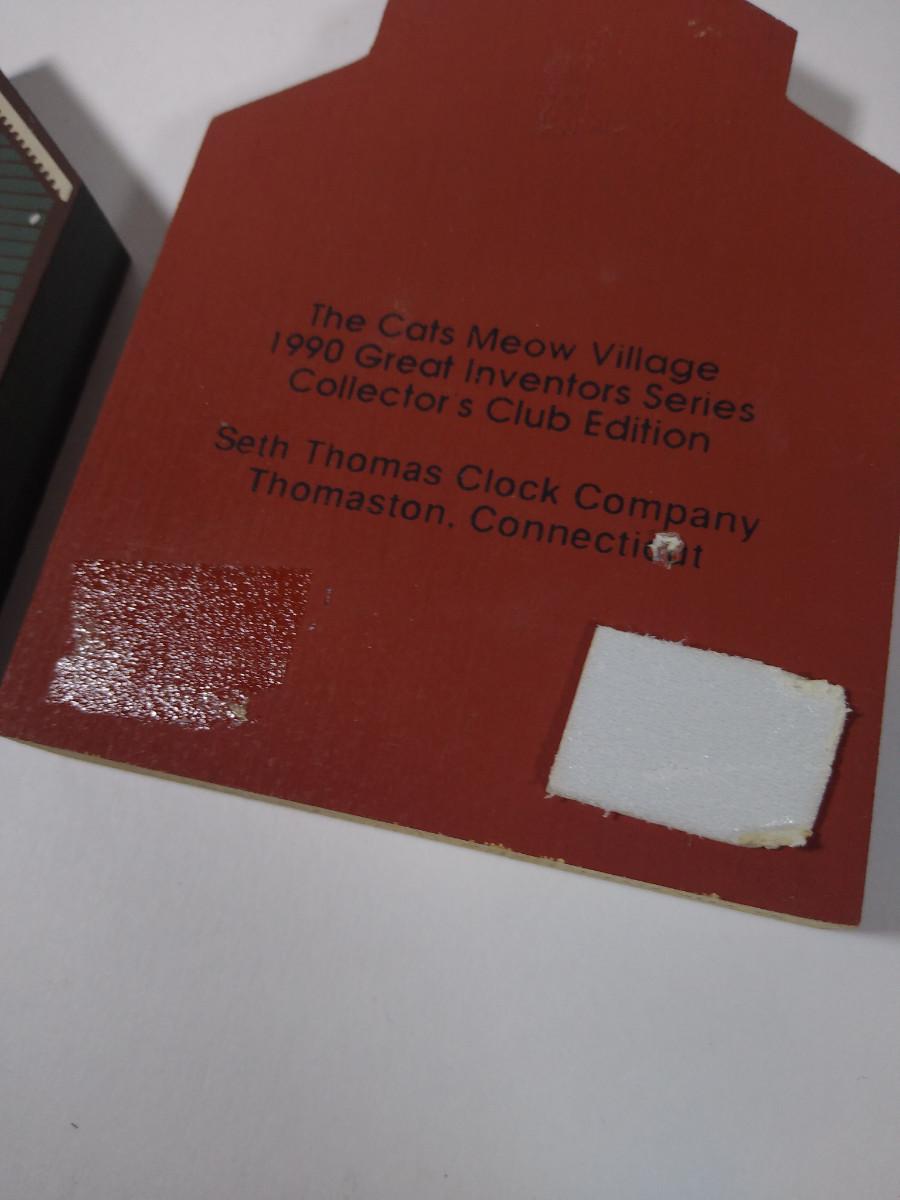 The Cats Meow Village
1990 Great Inventors Series
Collector's Club Edition
Seth Thomas Clock Company
Thomaston, Connecticut